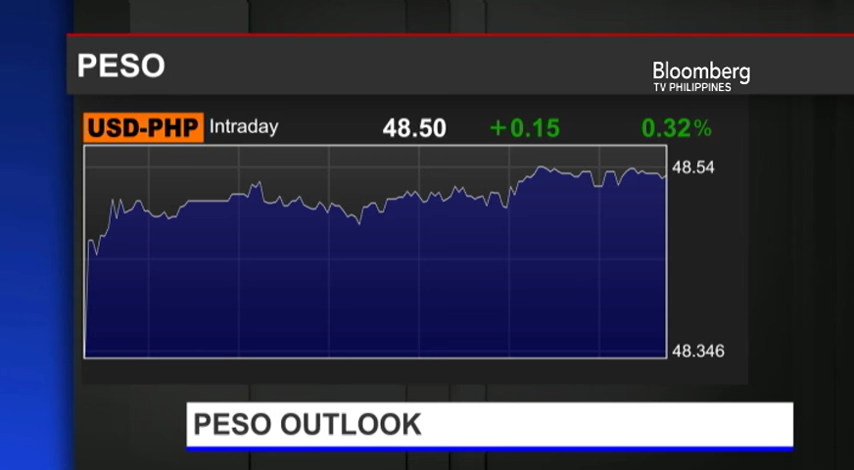 PESO
Bloomberg
TV PHILIPPINES
USD-PHP Intraday 48.50 +0.15 0.32%
48.54
48.346
PESO OUTLOOK